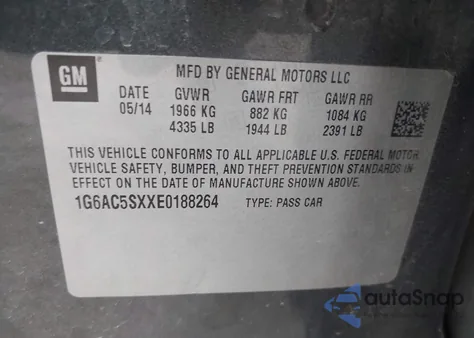 GM
MFD BY GENERAL MOTORS LLC
DATE GVWR GAWR FRT GAWR RR
05/14 1966 KG 882 KG 1084 KG
4335 LB 1944 LB 2391 LB
THIS VEHICLE CONFORMS TO ALL APPLICABLE U.S. FEDERAL MOTOR
VEHICLE SAFETY, BUMPER, AND THEFT PREVENTION STANDARDS IN
EFFECT ON THE DATE OF MANUFACTURE SHOWN ABOVE.
1G6AC5SXXE0188264 TYPE: PASS CAR
autoSnap